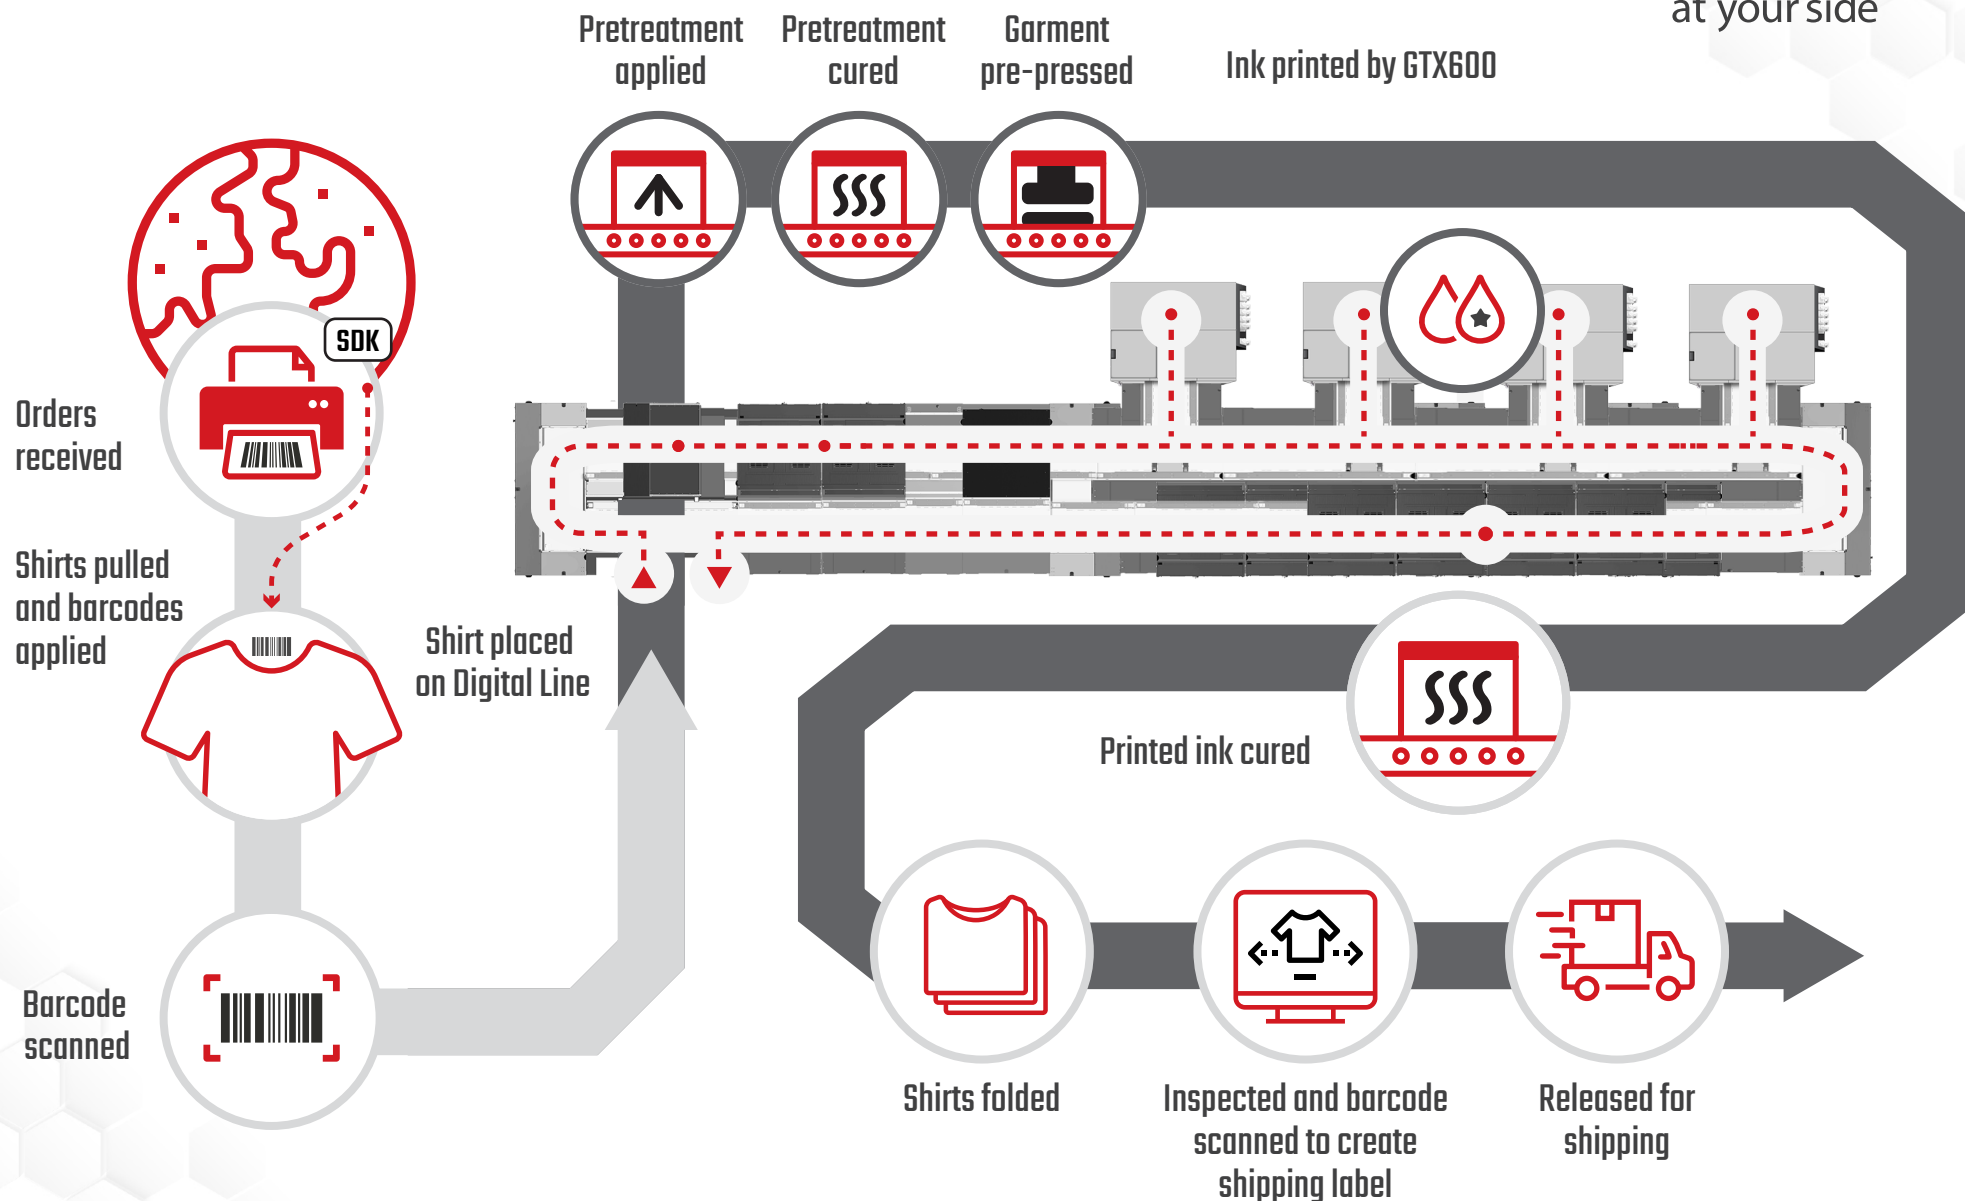 at your side
Pretreatment
applied
Pretreatment
cured
Garment
pre-pressed
Ink printed by GTX600
SDK
Orders
received
Shirts pulled
and barcodes
applied
Shirt placed
on Digital Line
Printed ink cured
Barcode
scanned
Shirts folded
Inspected and barcode
scanned to create
shipping label
Released for
shipping